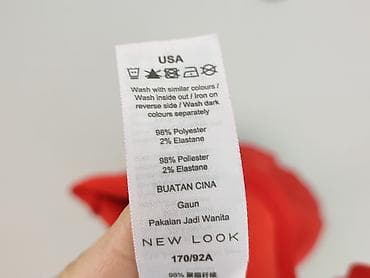 USA
Wash with similar colours /
Wash inside out / Iron on
reverse side / Wash dark
colours separately
98% Polyester
2% Elastane
98% Poliester
2% Elastane
BUATAN CINA
Gaun
Pakaian Jadi Wanita
NEW LOOK
170/92A